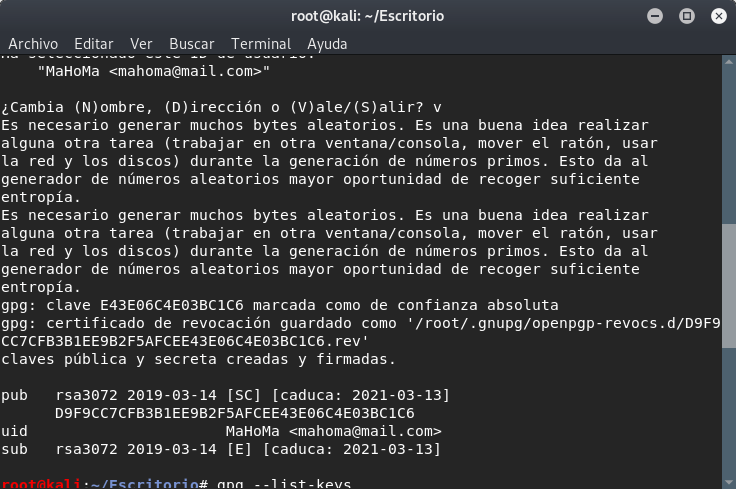 root@kali: ~/Escritorio
Archivo Editar Ver Buscar Terminal Ayuda
Ha seleccionado este ID de usuario:
"MaHoMa <mahoma@mail.com>"
¿Cambia (N)ombre, (D)irección o (V)ale/(S)alir? v
Es necesario generar muchos bytes aleatorios. Es una buena idea realizar
alguna otra tarea (trabajar en otra ventana/consola, mover el ratón, usar
la red y los discos) durante la generación de números primos. Esto da al
generador de números aleatorios mayor oportunidad de recoger suficiente
entropía.
Es necesario generar muchos bytes aleatorios. Es una buena idea realizar
alguna otra tarea (trabajar en otra ventana/consola, mover el ratón, usar
la red y los discos) durante la generación de números primos. Esto da al
generador de números aleatorios mayor oportunidad de recoger suficiente
entropía.
gpg: clave E43E06C4E03BC1C6 marcada como de confianza absoluta
gpg: certificado de revocación guardado como '/root/.gnupg/openpgp-revocs.d/D9F9
CC7CFB3B1EE9B2F5AFCEE43E06C4E03BC1C6.rev'
claves pública y secreta creadas y firmadas.
pub   rsa3072 2019-03-14 [SC] [caduca: 2021-03-13]
D9F9CC7CFB3B1EE9B2F5AFCEE43E06C4E03BC1C6
uid                      MaHoMa <mahoma@mail.com>
sub   rsa3072 2019-03-14 [E] [caduca: 2021-03-13]
root@kali:~/Escritorio# gpg --list-keys